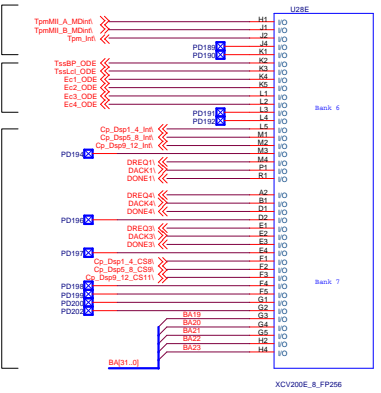 U28E
TpmMII_A_MDint\ H1 I/O
TpmMII_B_MDint\ J1 I/O
Tpm_Int\ J2 I/O
PD189 J4 I/O
PD190 K1 I/O
TssBP_ODE K2 I/O
TssLcl_ODE K3 I/O
Ec1_ODE K4 I/O
Ec2_ODE K5 I/O
Ec3_ODE L1 I/O
Ec4_ODE L2 I/O
Bank 6
PD191 L3 I/O
PD192 L4 I/O
Cp_Dsp1_4_Int\ L5 I/O
Cp_Dsp5_8_Int\ M1 I/O
Cp_Dsp9_12_Int\ M2 I/O
PD194 M3 I/O
DREQ1\ M4 I/O
DACK1\ P1 I/O
DONE1\ R1 I/O
DREQ4\ A2 I/O
DACK4\ B1 I/O
DONE4\ D1 I/O
PD196 D2 I/O
DREQ3\ E1 I/O
DACK3\ E2 I/O
DONE3\ E3 I/O
PD197 E4 I/O
Cp_Dsp1_4_CS8\ F1 I/O
Cp_Dsp5_8_CS9\ F2 I/O
Cp_Dsp9_12_CS11\ F3 I/O
Bank 7
PD198 F4 I/O
PD199 F5 I/O
PD200 G1 I/O
PD202 G2 I/O
BA19 G3 I/O
BA20 G4 I/O
BA21 G5 I/O
BA22 H2 I/O
BA23 H4 I/O
BA[31..0]
XCV200E_8_FP256